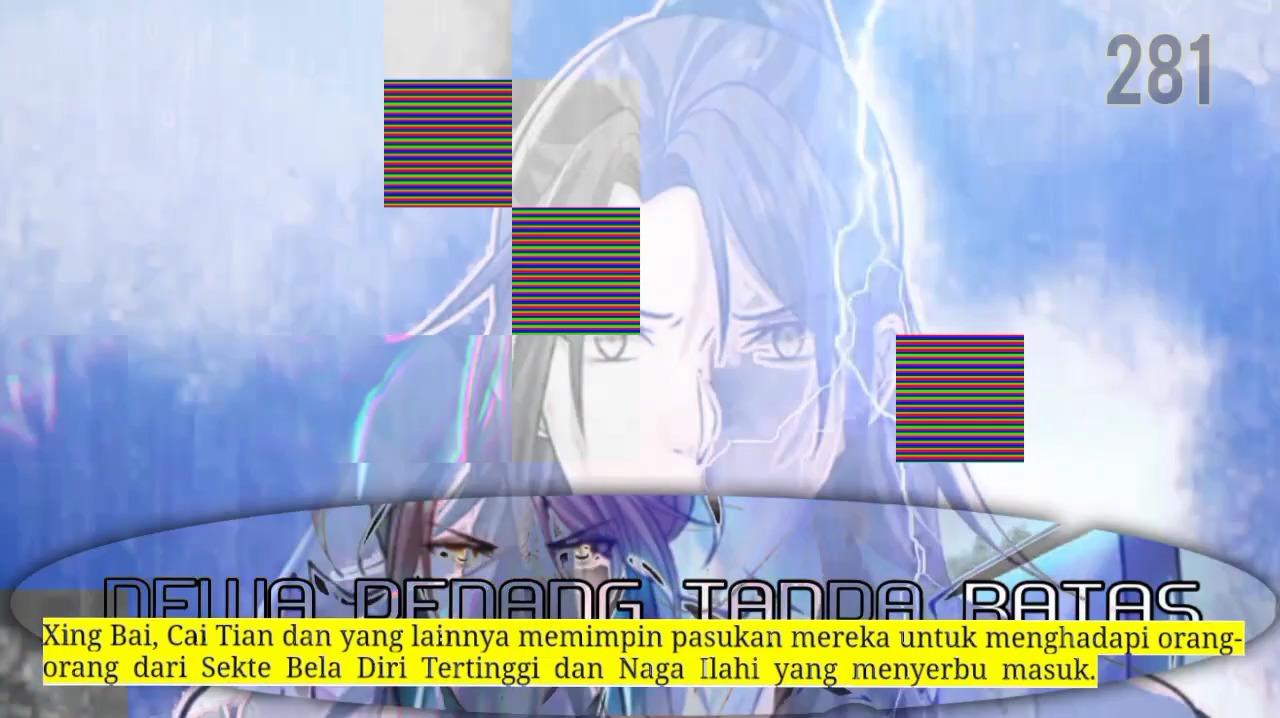 281
DEWA PEDANG TANPA BATAS
Xing Bai, Cai Tian dan yang lainnya memimpin pasukan mereka untuk menghadapi orang-
orang dari Sekte Bela Diri Tertinggi dan Naga Ilahi yang menyerbu masuk.